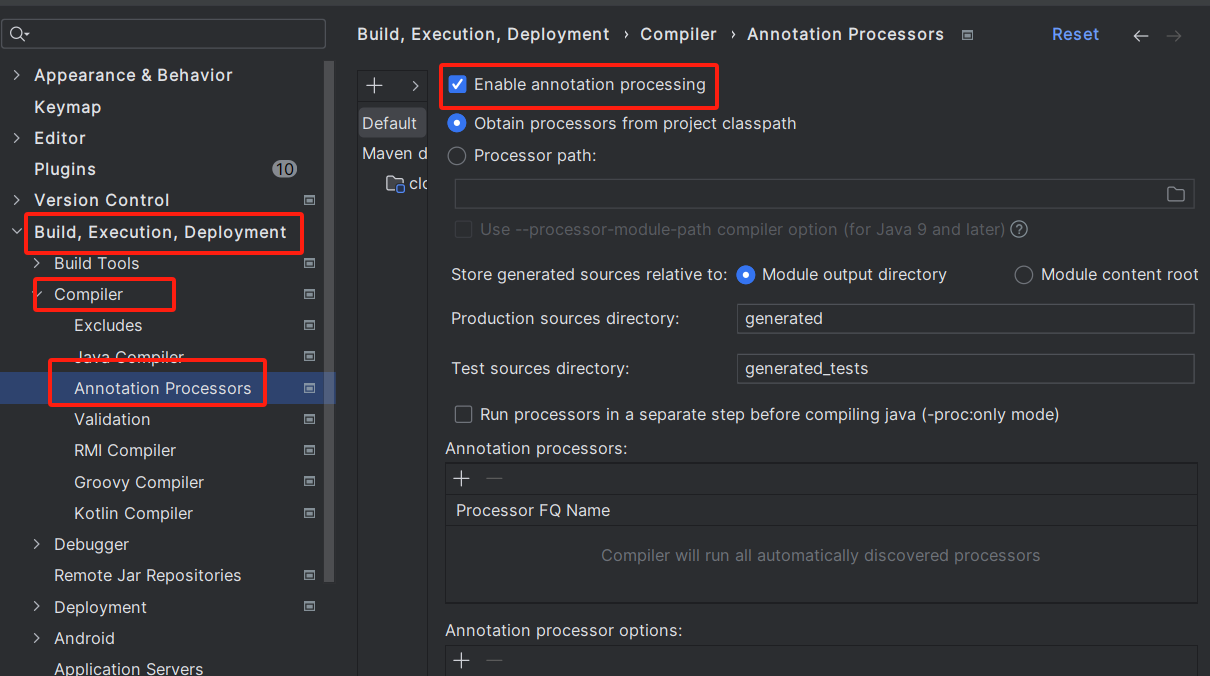 Build, Execution, Deployment › Compiler › Annotation Processors Reset
Appearance & Behavior
Keymap
Editor
Plugins 10
Version Control
Build, Execution, Deployment
Build Tools
Compiler
Excludes
Java Compiler
Annotation Processors
Validation
RMI Compiler
Groovy Compiler
Kotlin Compiler
Debugger
Remote Jar Repositories
Deployment
Android
Application Servers
Default
Maven d
clo
Enable annotation processing
Obtain processors from project classpath
Processor path:
Use --processor-module-path compiler option (for Java 9 and later) ?
Store generated sources relative to: Module output directory Module content root
Production sources directory: generated
Test sources directory: generated_tests
Run processors in a separate step before compiling java (-proc:only mode)
Annotation processors:
Processor FQ Name
Compiler will run all automatically discovered processors
Annotation processor options: